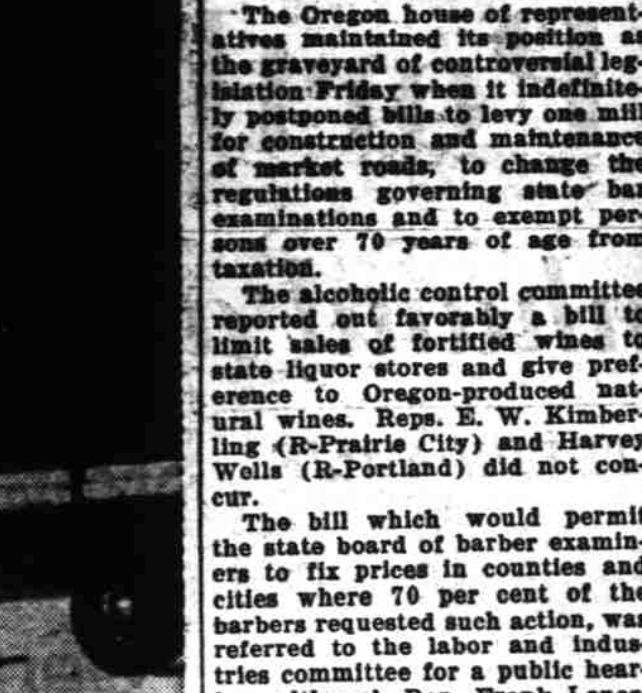 The Oregon house of represent-
atives maintained its position as
the graveyard of controversial leg-
islation Friday when it indefinite-
ly postponed bills to levy one mill
for construction and maintenance
of market roads, to change the
regulations governing state bar
examinations and to exempt per-
sons over 70 years of age from
taxation.
The alcoholic control committee
reported out favorably a bill to
limit sales of fortified wines to
state liquor stores and give pref-
erence to Oregon-produced nat-
ural wines. Reps. E. W. Kimber-
ling (R-Prairie City) and Harvey
Wells (R-Portland) did not con-
cur.
The bill which would permit
the state board of barber examin-
ers to fix prices in counties and
cities where 70 per cent of the
barbers requested such action, was
referred to the labor and indus-
tries committee for a public hear-